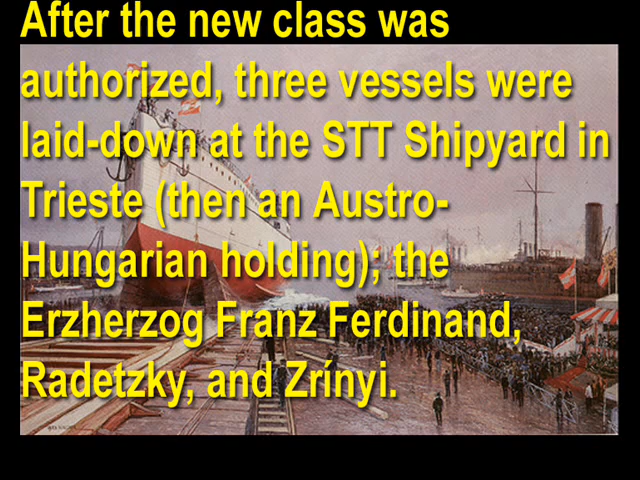 After the new class was
authorized, three vessels were
laid-down at the STT Shipyard in
Trieste (then an Austro-
Hungarian holding); the
Erzherzog Franz Ferdinand,
Radetzky, and Zrínyi.